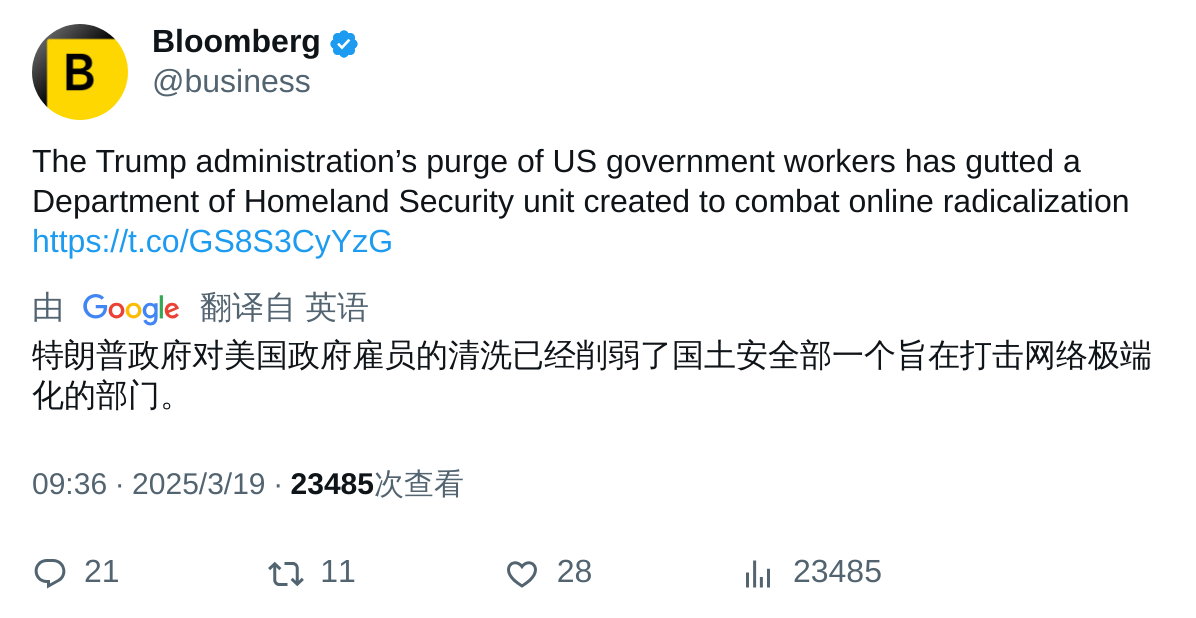 B
Bloomberg
@business
The Trump administration’s purge of US government workers has gutted a
Department of Homeland Security unit created to combat online radicalization
https://t.co/GS8S3CyYzG
由 Google 翻译自 英语
特朗普政府对美国政府雇员的清洗已经削弱了国土安全部一个旨在打击网络极端
化的部门。
09:36 · 2025/3/19 · 23485次查看
21 11 28 23485